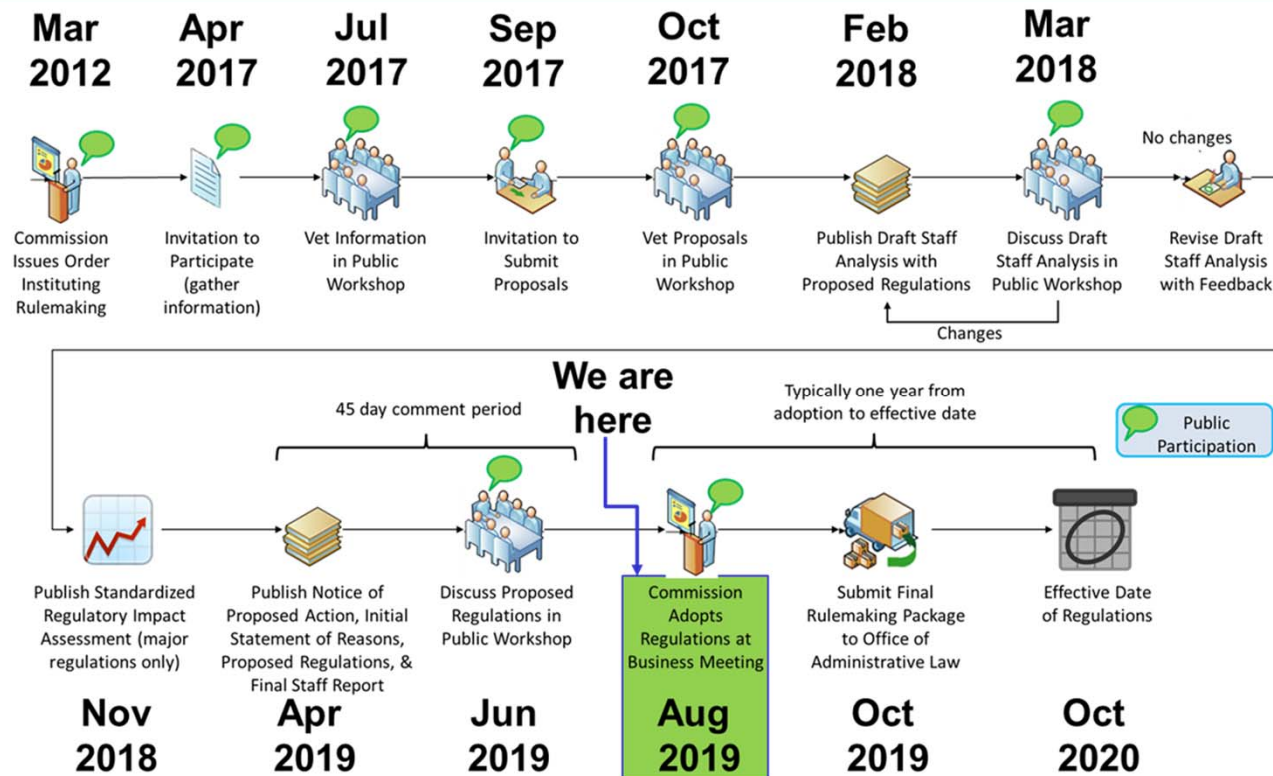 Mar
2012
Apr
2017
Jul
2017
Sep
2017
Oct
2017
Feb
2018
Mar
2018
No changes
Commission
Issues Order
Instituting
Rulemaking
Invitation to
Participate
(gather
information)
Vet Information
in Public
Workshop
Invitation to
Submit
Proposals
Vet Proposals
in Public
Workshop
Publish Draft Staff
Analysis with
Proposed Regulations
Discuss Draft
Staff Analysis in
Public Workshop
Revise Draft
Staff Analysis
with Feedback
Changes
We are
here
45 day comment period
Typically one year from
adoption to effective date
Public
Participation
Publish Standardized
Regulatory Impact
Assessment (major
regulations only)
Publish Notice of
Proposed Action, Initial
Statement of Reasons,
Proposed Regulations, &
Final Staff Report
Discuss Proposed
Regulations in
Public Workshop
Commission
Adopts
Regulations at
Business Meeting
Submit Final
Rulemaking Package
to Office of
Administrative Law
Effective Date
of Regulations
Nov
2018
Apr
2019
Jun
2019
Aug
2019
Oct
2019
Oct
2020